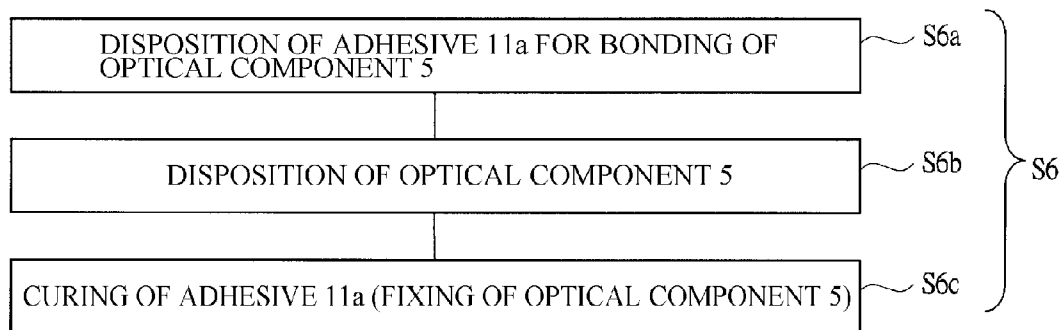 DISPOSITION OF ADHESIVE 11a FOR BONDING OF
OPTICAL COMPONENT 5
S6a
DISPOSITION OF OPTICAL COMPONENT 5
S6b
S6
CURING OF ADHESIVE 11a (FIXING OF OPTICAL COMPONENT 5)
S6c